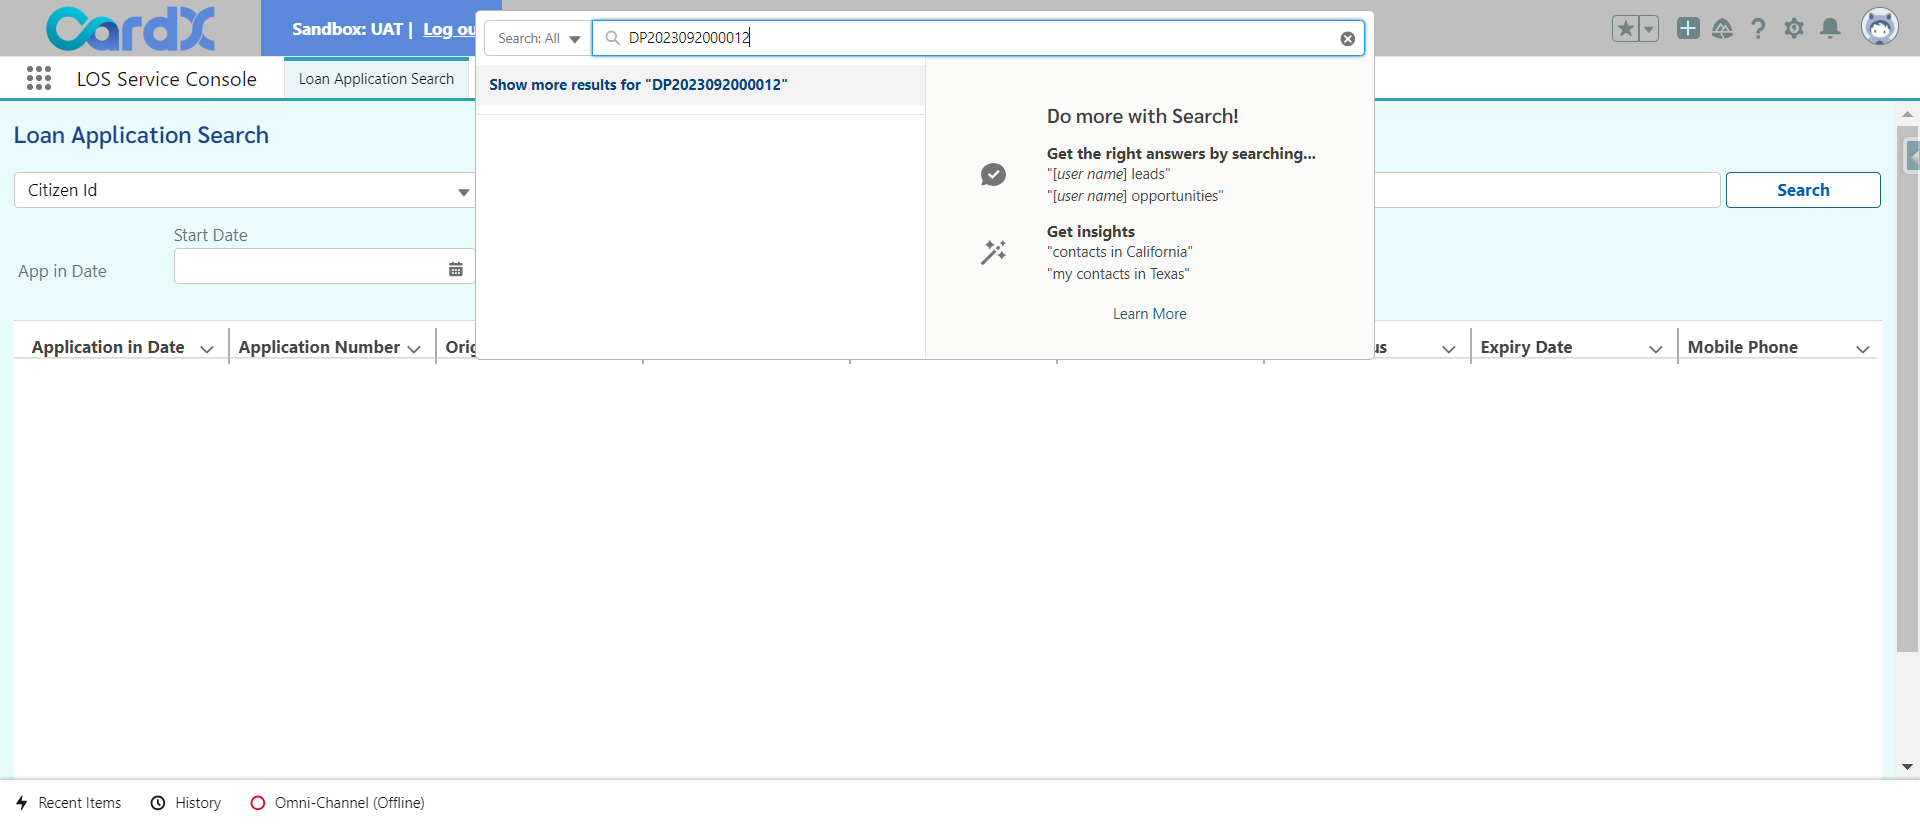 CardX
Sandbox: UAT | Log ou
Search: All
DP2023092000012
LOS Service Console
Loan Application Search
Show more results for "DP2023092000012"
Do more with Search!
Get the right answers by searching...
"[user name] leads"
"[user name] opportunities"
Get insights
"contacts in California"
"my contacts in Texas"
Learn More
Loan Application Search
Citizen Id
Search
Start Date
App in Date
Application in Date
Application Number
Orig
us
Expiry Date
Mobile Phone
Recent Items
History
Omni-Channel (Offline)